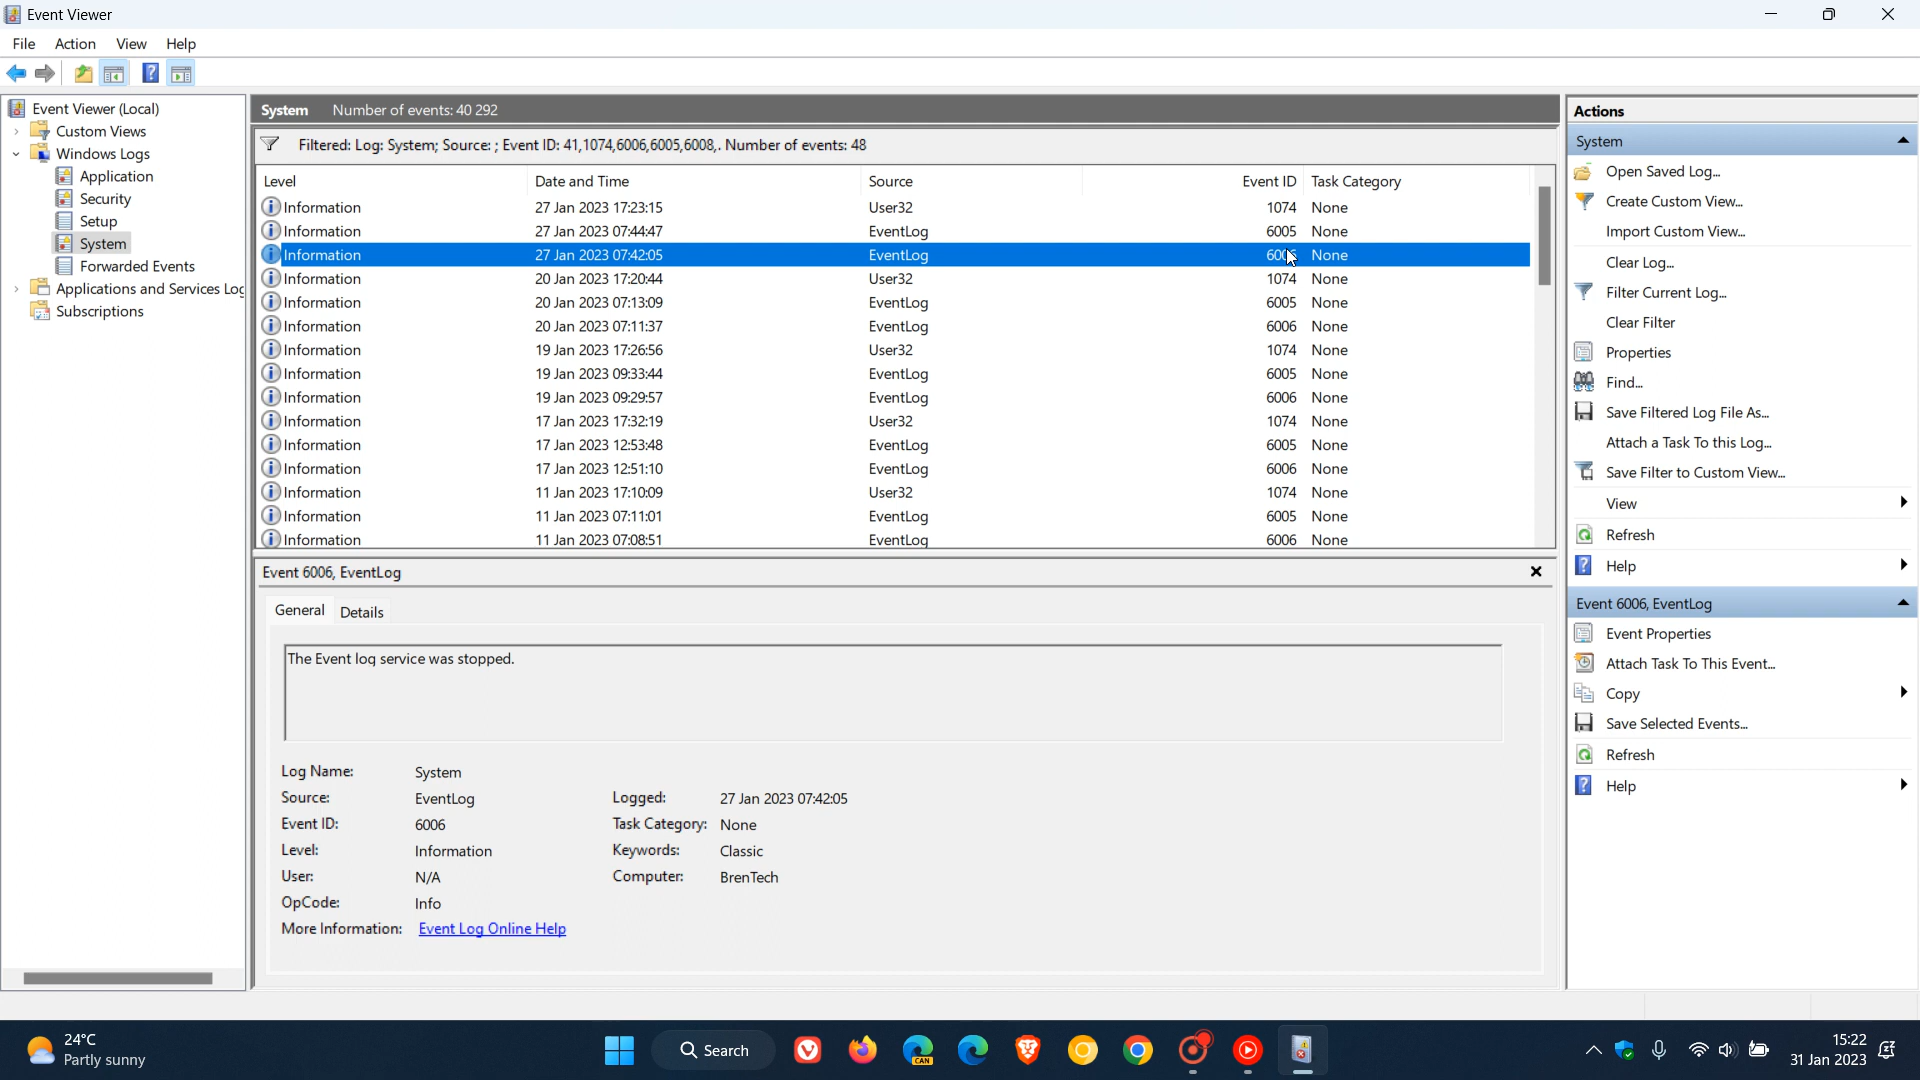 Event Viewer
File Action View Help
Event Viewer (Local)
Custom Views
Windows Logs
Application
Security
Setup
System
Forwarded Events
Applications and Services Log
Subscriptions
System Number of events: 40 292
Filtered: Log: System; Source: ; Event ID: 41,1074,6006,6005,6008,. Number of events: 48
Level Date and Time Source Event ID Task Category
Information 27 Jan 2023 17:23:15 User32 1074 None
Information 27 Jan 2023 07:44:47 EventLog 6005 None
Information 27 Jan 2023 07:42:05 EventLog 6006 None
Information 20 Jan 2023 17:20:44 User32 1074 None
Information 20 Jan 2023 07:13:09 EventLog 6005 None
Information 20 Jan 2023 07:11:37 EventLog 6006 None
Information 19 Jan 2023 17:26:56 User32 1074 None
Information 19 Jan 2023 09:33:44 EventLog 6005 None
Information 19 Jan 2023 09:29:57 EventLog 6006 None
Information 17 Jan 2023 17:32:19 User32 1074 None
Information 17 Jan 2023 12:53:48 EventLog 6005 None
Information 17 Jan 2023 12:51:10 EventLog 6006 None
Information 11 Jan 2023 17:10:09 User32 1074 None
Information 11 Jan 2023 07:11:01 EventLog 6005 None
Information 11 Jan 2023 07:08:51 EventLog 6006 None
Event 6006, EventLog
General Details
The Event log service was stopped.
Log Name: System
Source: EventLog Logged: 27 Jan 2023 07:42:05
Event ID: 6006 Task Category: None
Level: Information Keywords: Classic
User: N/A Computer: BrenTech
OpCode: Info
More Information: Event Log Online Help
Actions
System
Open Saved Log...
Create Custom View...
Import Custom View...
Clear Log...
Filter Current Log...
Clear Filter
Properties
Find...
Save Filtered Log File As...
Attach a Task To this Log...
Save Filter to Custom View...
View
Refresh
Help
Event 6006, EventLog
Event Properties
Attach Task To This Event...
Copy
Save Selected Events...
Refresh
Help
24°C
Partly sunny
Search
CAN
15:22
31 Jan 2023